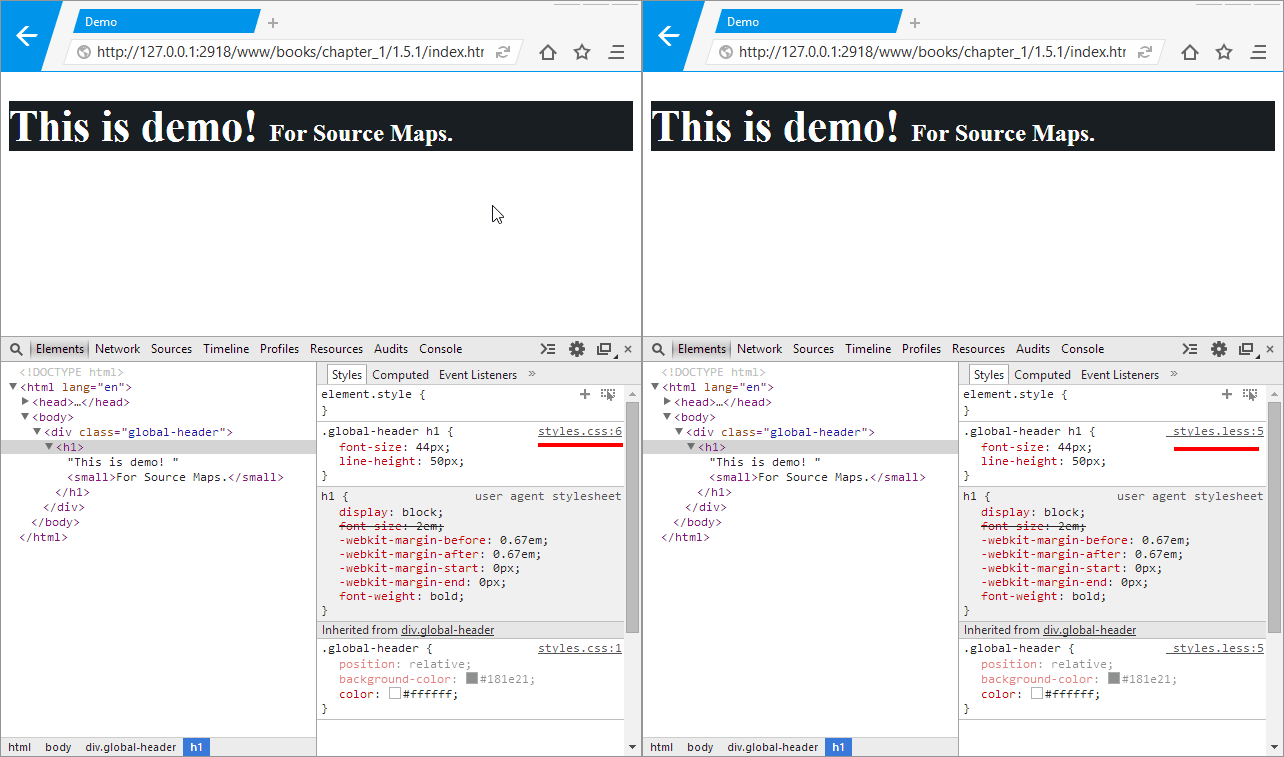 Demo
http://127.0.0.1:2918/www/books/chapter_1/1.5.1/index.ht
This is demo! For Source Maps.
Elements Network Sources Timeline Profiles Resources Audits Console
<!DOCTYPE html>
<html lang="en">
<head>…</head>
<body>
<div class="global-header">
<h1>
"This is demo! "
<small>For Source Maps.</small>
</h1>
</div>
</body>
</html>
html body div.global-header h1
Styles Computed Event Listeners »
element.style {
}
.global-header h1 { styles.css:6
font-size: 44px;
line-height: 50px;
}
h1 { user agent stylesheet
display: block;
font-size: 2em;
-webkit-margin-before: 0.67em;
-webkit-margin-after: 0.67em;
-webkit-margin-start: 0px;
-webkit-margin-end: 0px;
font-weight: bold;
}
Inherited from div.global-header
.global-header { styles.css:1
position: relative;
background-color: #181e21;
color: #ffffff;
}
Demo
http://127.0.0.1:2918/www/books/chapter_1/1.5.1/index.ht
This is demo! For Source Maps.
Elements Network Sources Timeline Profiles Resources Audits Console
<!DOCTYPE html>
<html lang="en">
<head>…</head>
<body>
<div class="global-header">
<h1>
"This is demo! "
<small>For Source Maps.</small>
</h1>
</div>
</body>
</html>
html body div.global-header h1
Styles Computed Event Listeners »
element.style {
}
.global-header h1 { _styles.less:5
font-size: 44px;
line-height: 50px;
}
h1 { user agent stylesheet
display: block;
font-size: 2em;
-webkit-margin-before: 0.67em;
-webkit-margin-after: 0.67em;
-webkit-margin-start: 0px;
-webkit-margin-end: 0px;
font-weight: bold;
}
Inherited from div.global-header
.global-header { _styles.less:5
position: relative;
background-color: #181e21;
color: #ffffff;
}